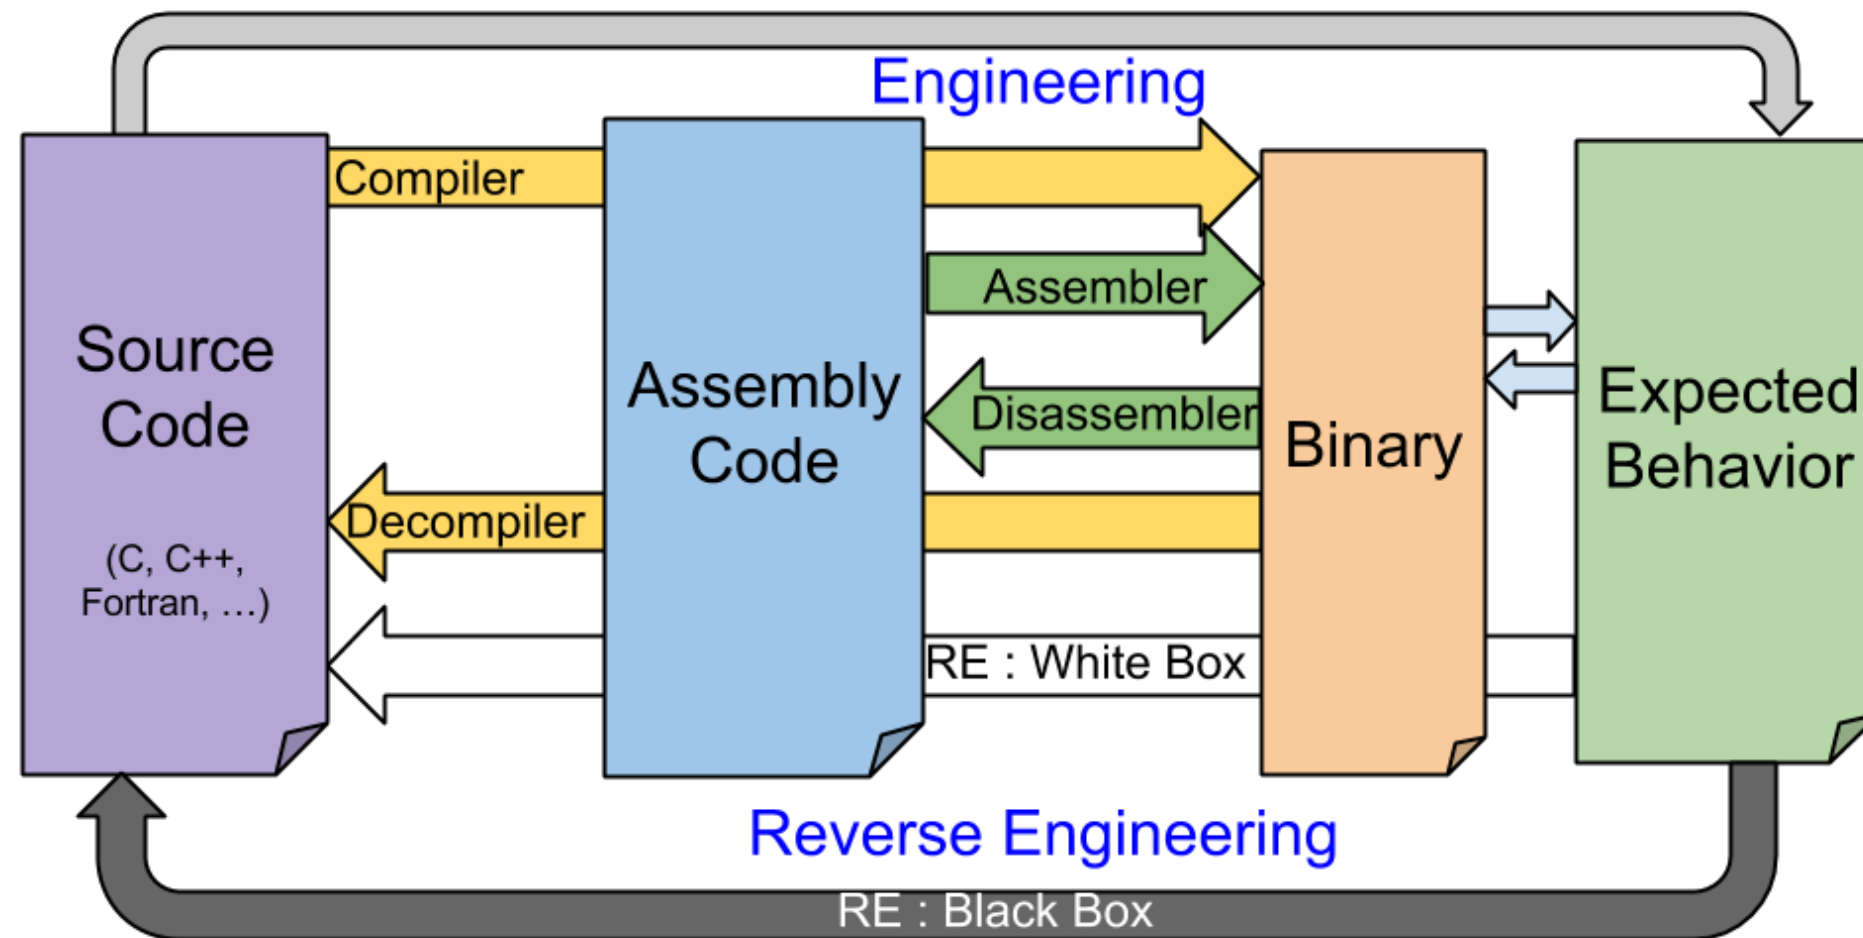 Engineering
Compiler
Assembler
Source
Code
(C, C++,
Fortran, …)
Assembly
Code
Disassembler
Binary
Expected
Behavior
Decompiler
RE : White Box
Reverse Engineering
RE : Black Box